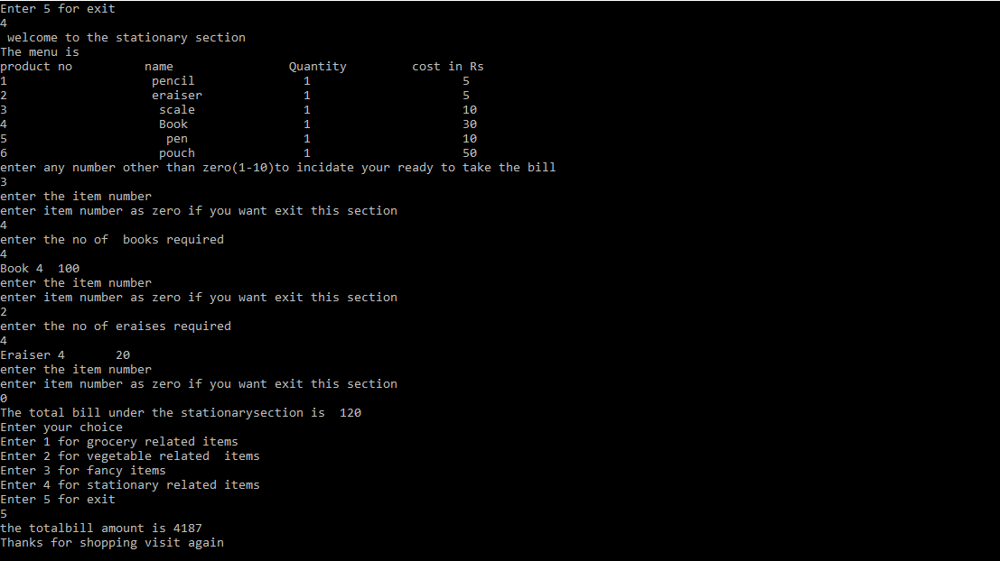 Enter 5 for exit
4
 welcome to the stationary section
The menu is
product no          name                Quantity         cost in Rs
1                    pencil               1                     5
2                    eraiser              1                     5
3                     scale               1                     10
4                     Book                1                     30
5                      pen                1                     10
6                     pouch               1                     50
enter any number other than zero(1-10)to incidate your ready to take the bill
3
enter the item number
enter item number as zero if you want exit this section
4
enter the no of  books required
4
Book 4  100
enter the item number
enter item number as zero if you want exit this section
2
enter the no of eraises required
4
Eraiser 4       20
enter the item number
enter item number as zero if you want exit this section
0
The total bill under the stationarysection is  120
Enter your choice
Enter 1 for grocery related items
Enter 2 for vegetable related  items
Enter 3 for fancy items
Enter 4 for stationary related items
Enter 5 for exit
5
the totalbill amount is 4187
Thanks for shopping visit again